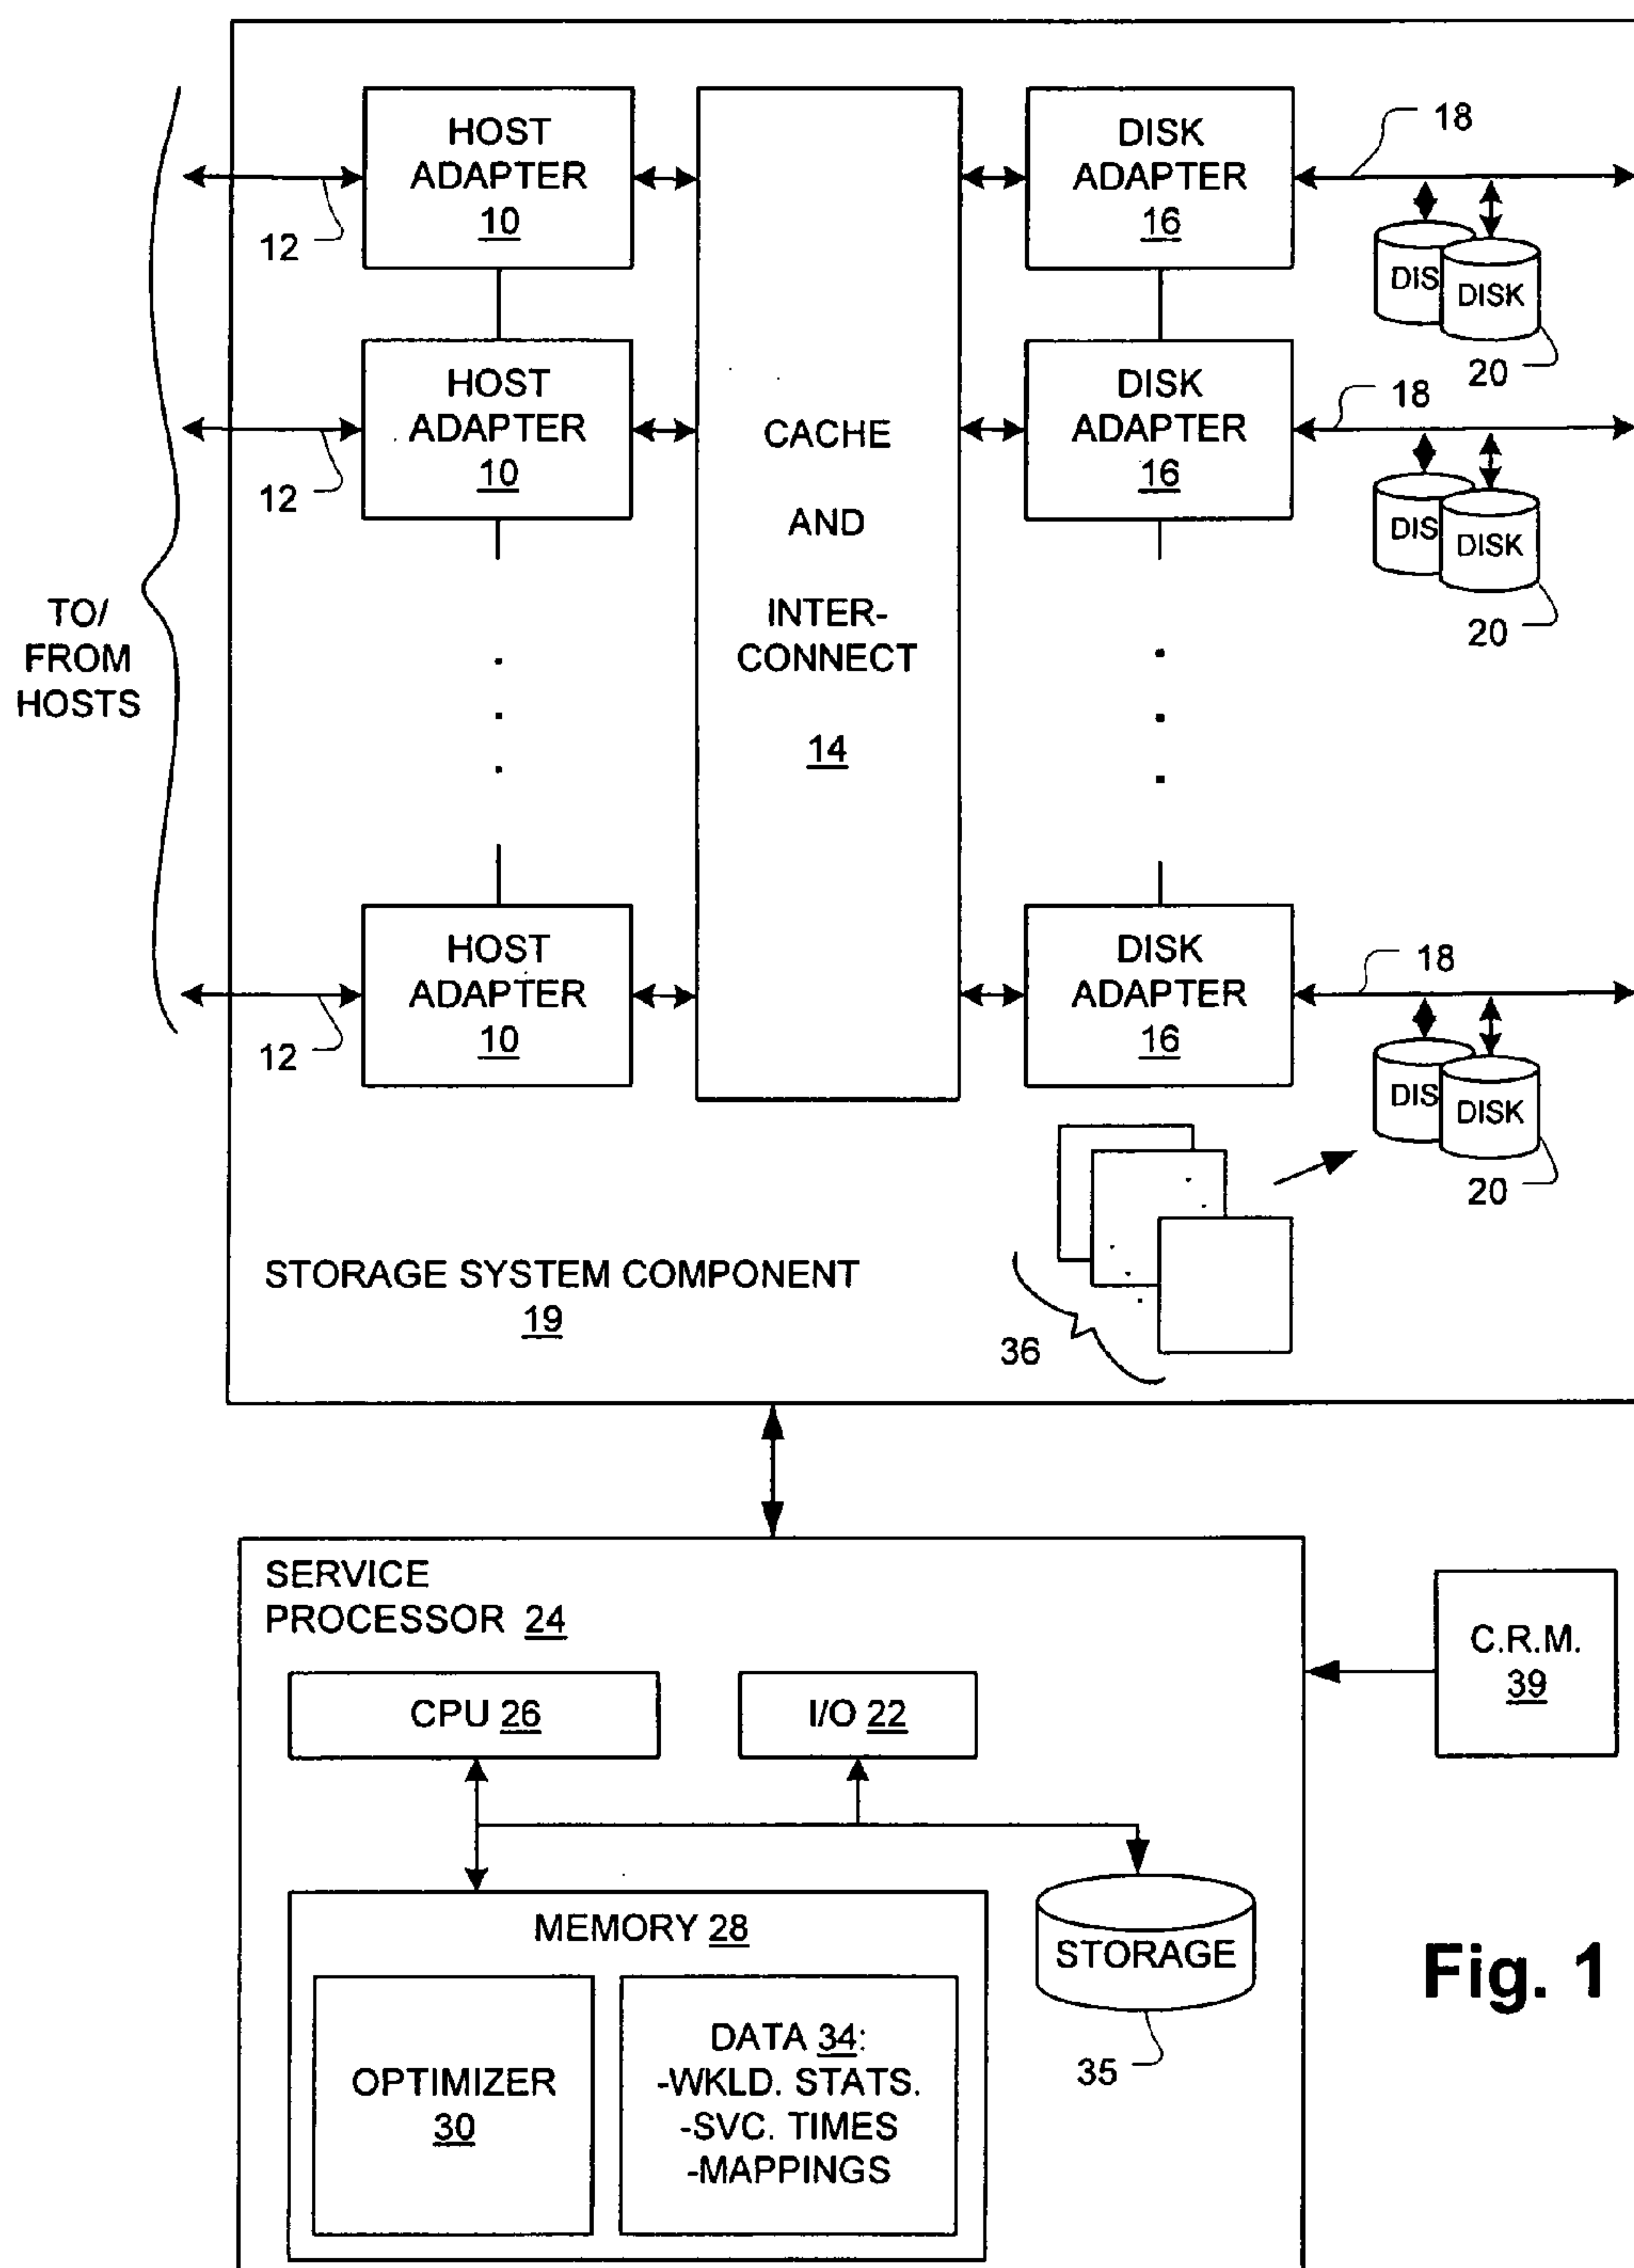 HOST
ADAPTER
10
DISK
ADAPTER
16
18
12
DIS
DISK
20
HOST
ADAPTER
10
DISK
ADAPTER
16
18
12
DIS
DISK
20
CACHE
AND
INTER-
CONNECT
14
TO/
FROM
HOSTS
HOST
ADAPTER
10
DISK
ADAPTER
16
18
12
DIS
DISK
20
STORAGE SYSTEM COMPONENT
19
36
SERVICE
PROCESSOR 24
C.R.M.
39
CPU 26
I/O 22
MEMORY 28
STORAGE
35
OPTIMIZER
30
DATA 34:
-WKLD. STATS.
-SVC. TIMES
-MAPPINGS
Fig. 1